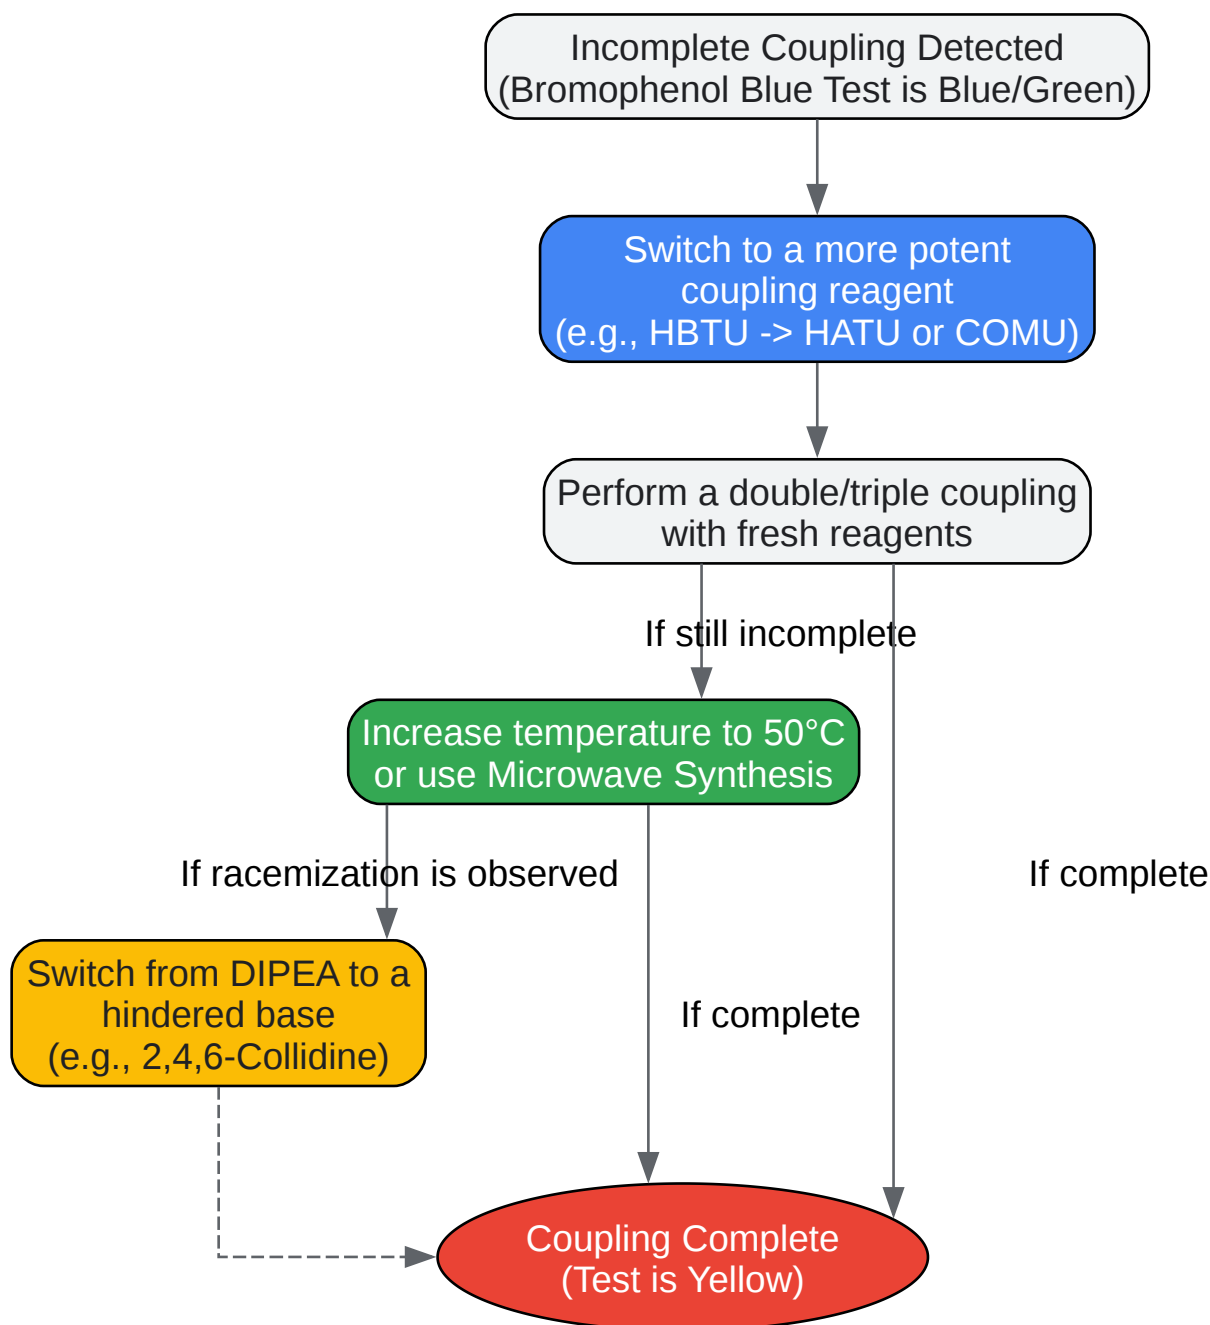 Incomplete Coupling Detected
(Bromophenol Blue Test is Blue/Green)
Switch to a more potent
coupling reagent
(e.g., HBTU -> HATU or COMU)
Perform a double/triple coupling
with fresh reagents
If still incomplete
Increase temperature to 50°C
or use Microwave Synthesis
If racemization is observed
If complete
Switch from DIPEA to a
hindered base
(e.g., 2,4,6-Collidine)
If complete
Coupling Complete
(Test is Yellow)